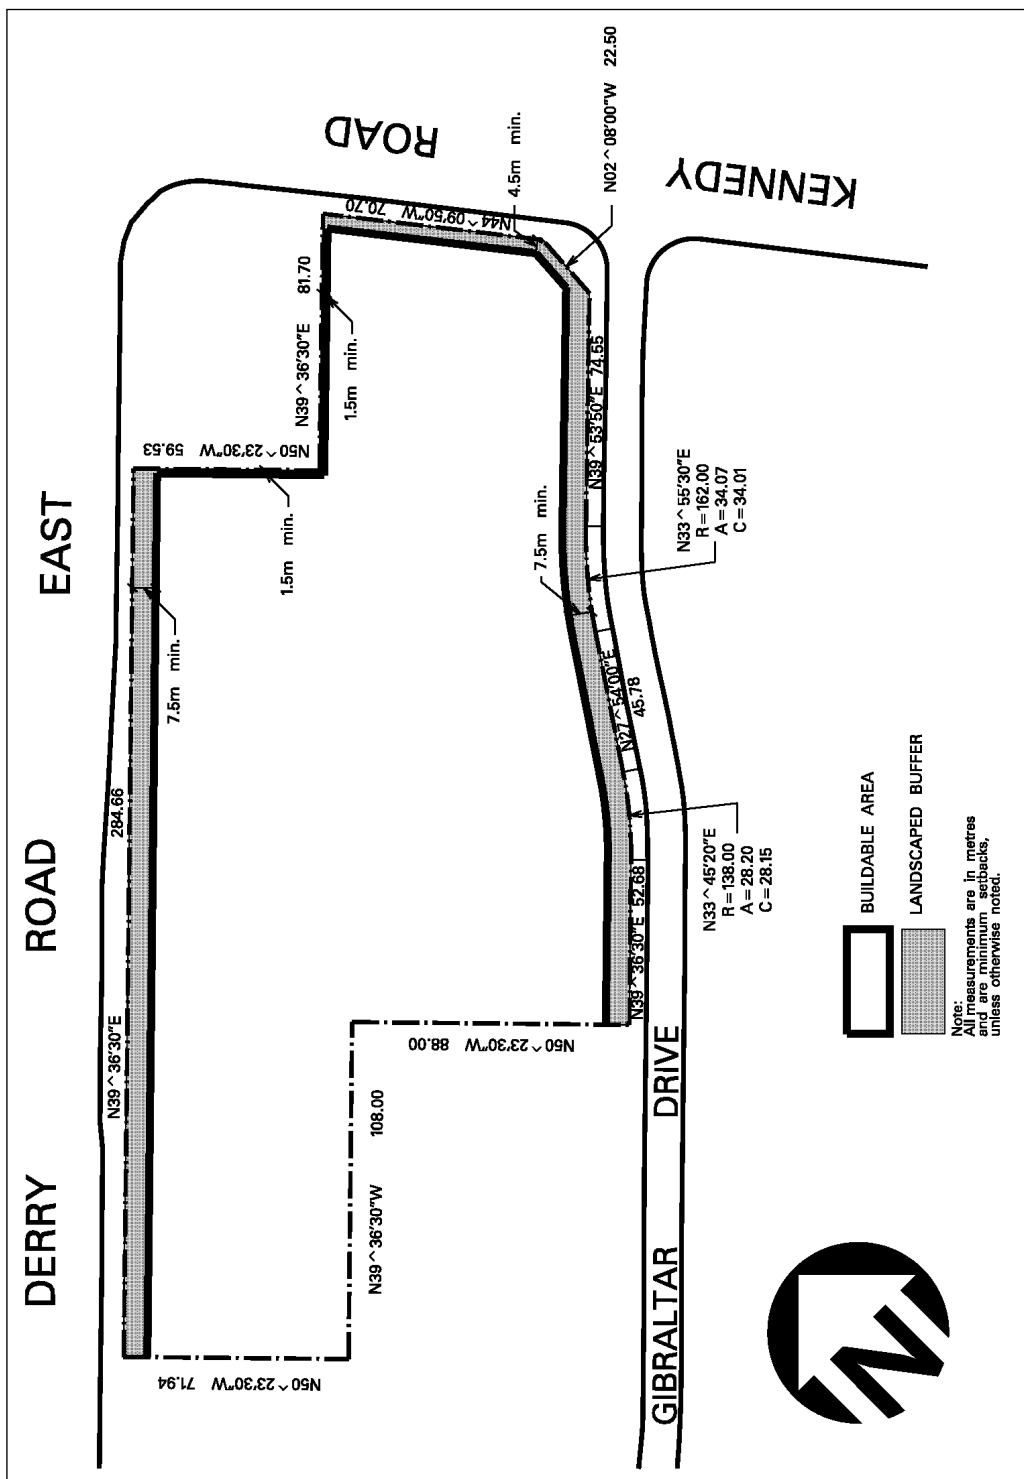 DERRY ROAD EAST
KENNEDY
ROAD
GIBRALTAR DRIVE
N39^36'30"E
284.66
7.5m min.
N50^23'30"W 59.53
1.5m min.
N39^36'30"E 81.70
1.5m min.
N44^09'50"W 70.70
4.5m min.
N02^08'00"W 22.50
N39^53'50"E 74.55
7.5m min.
N33^55'30"E
R=162.00
A=34.07
C=34.01
N27^54'00"E
45.78
N33^45'20"E
R=138.00
A=28.20
C=28.15
N39^36'30"E 52.68
N50^23'30"W 88.00
N39^36'30"W 108.00
N50^23'30"W 71.94
BUILDABLE AREA
LANDSCAPED BUFFER
Note:
All measurements are in metres
and are minimum setbacks,
unless otherwise noted.
N